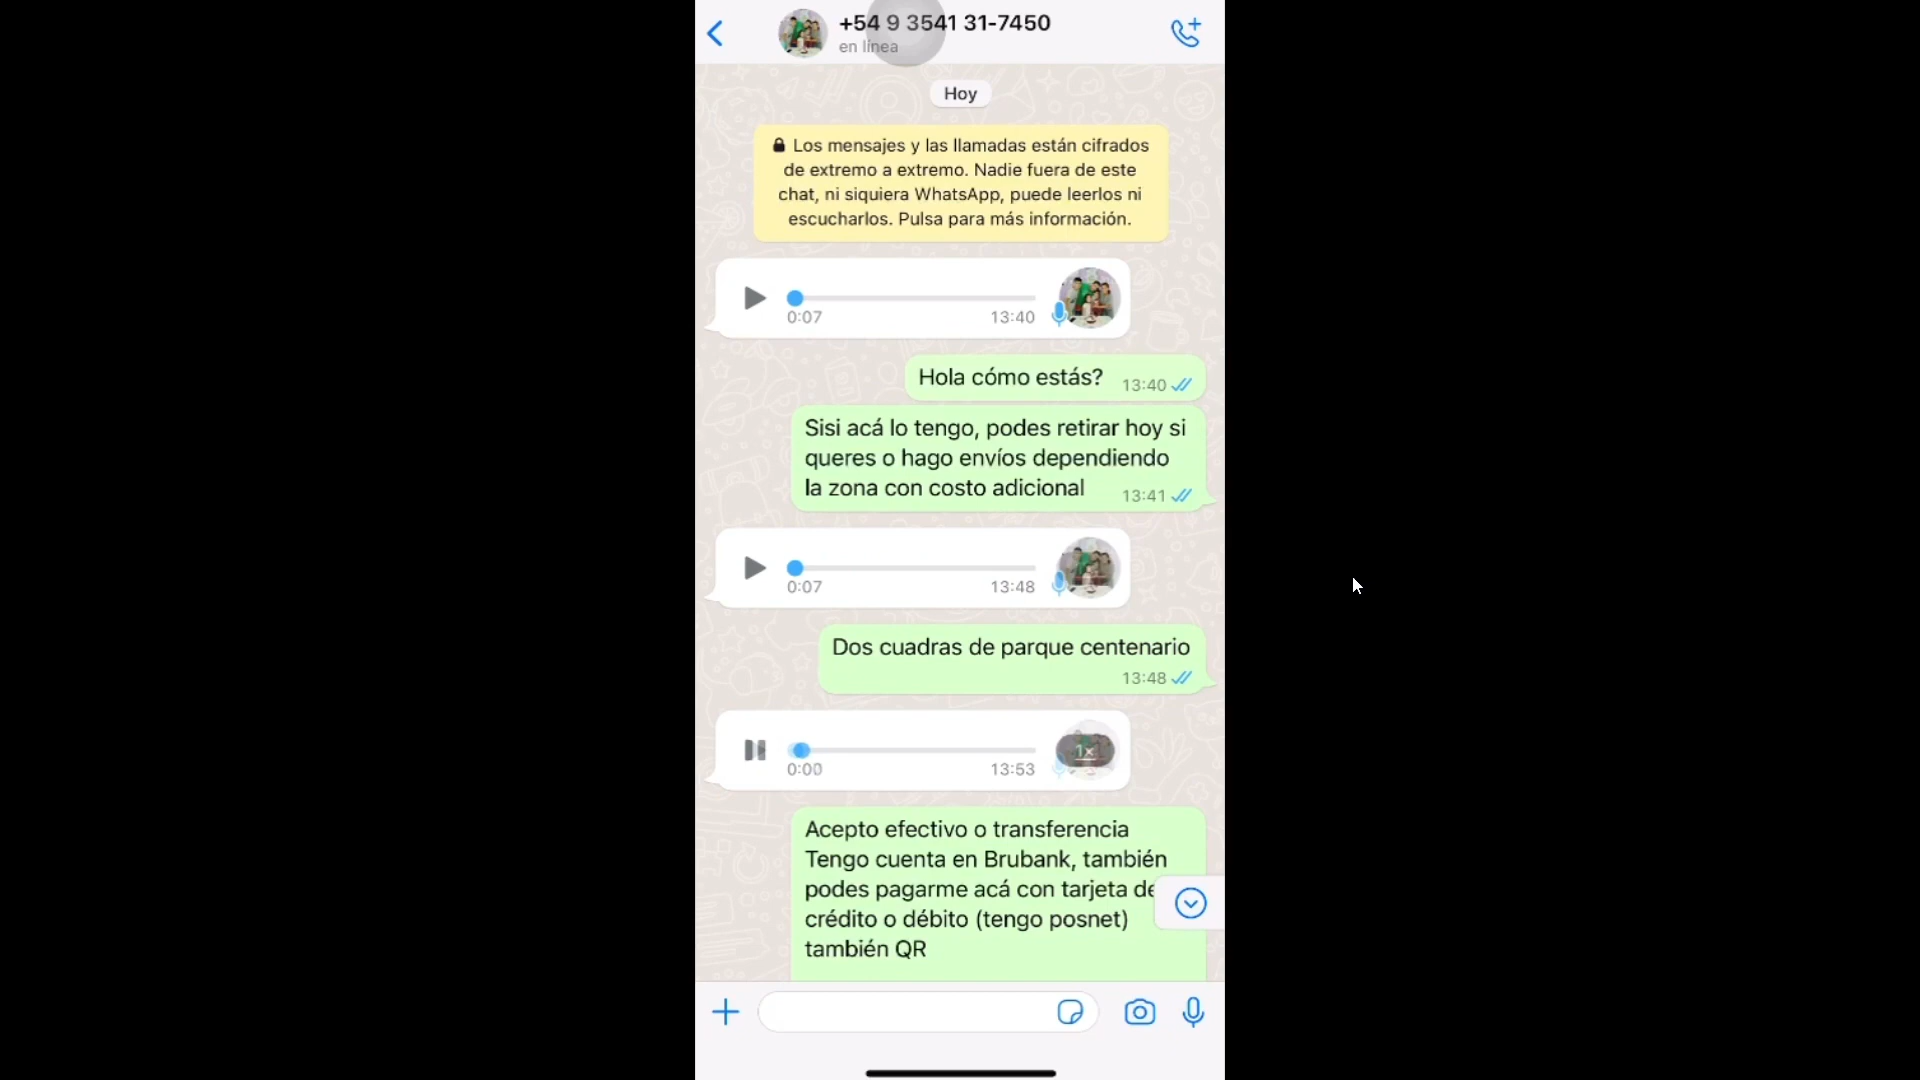 +54 9 3541 31-7450
en línea
Hoy
Los mensajes y las llamadas están cifrados
de extremo a extremo. Nadie fuera de este
chat, ni siquiera WhatsApp, puede leerlos ni
escucharlos. Pulsa para más información.
0:07 13:40
Hola cómo estás? 13:40
Sisi acá lo tengo, podes retirar hoy si
queres o hago envíos dependiendo
la zona con costo adicional 13:41
0:07 13:48
Dos cuadras de parque centenario
13:48
1×
0:00 13:53
Acepto efectivo o transferencia
Tengo cuenta en Brubank, también
podes pagarme acá con tarjeta de
crédito o débito (tengo posnet)
también QR